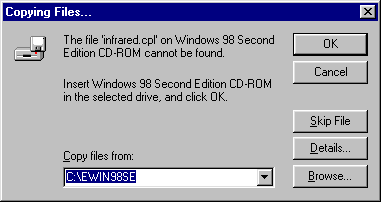 Copying Files...
The file 'infrared.cpl' on Windows 98 Second
Edition CD-ROM cannot be found.
Insert Windows 98 Second Edition CD-ROM
in the selected drive, and click OK.
Copy files from:
C:\EWIN98SE
OK
Cancel
Skip File
Details...
Browse...